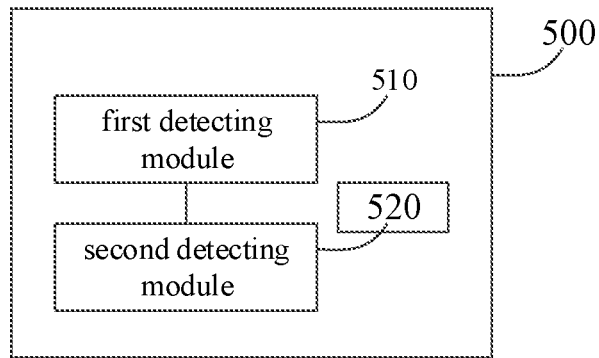 500
510
first detecting
module
520
second detecting
module